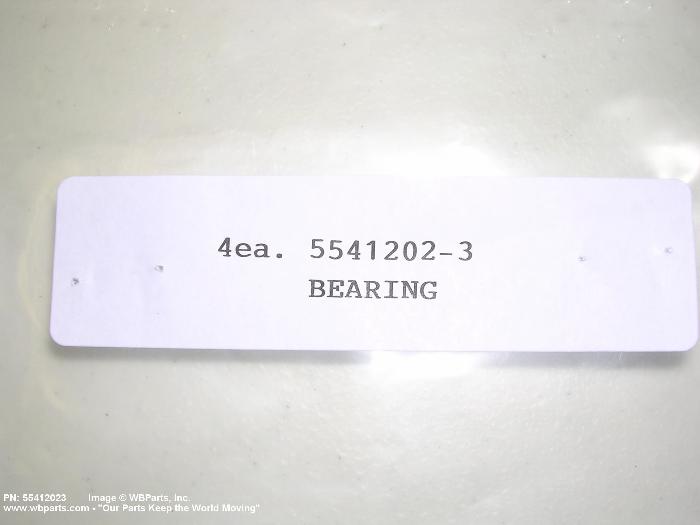 4ea. 5541202-3
BEARING
PN: 55412023 Image © WBParts, Inc.
www.wbparts.com - "Our Parts Keep the World Moving"